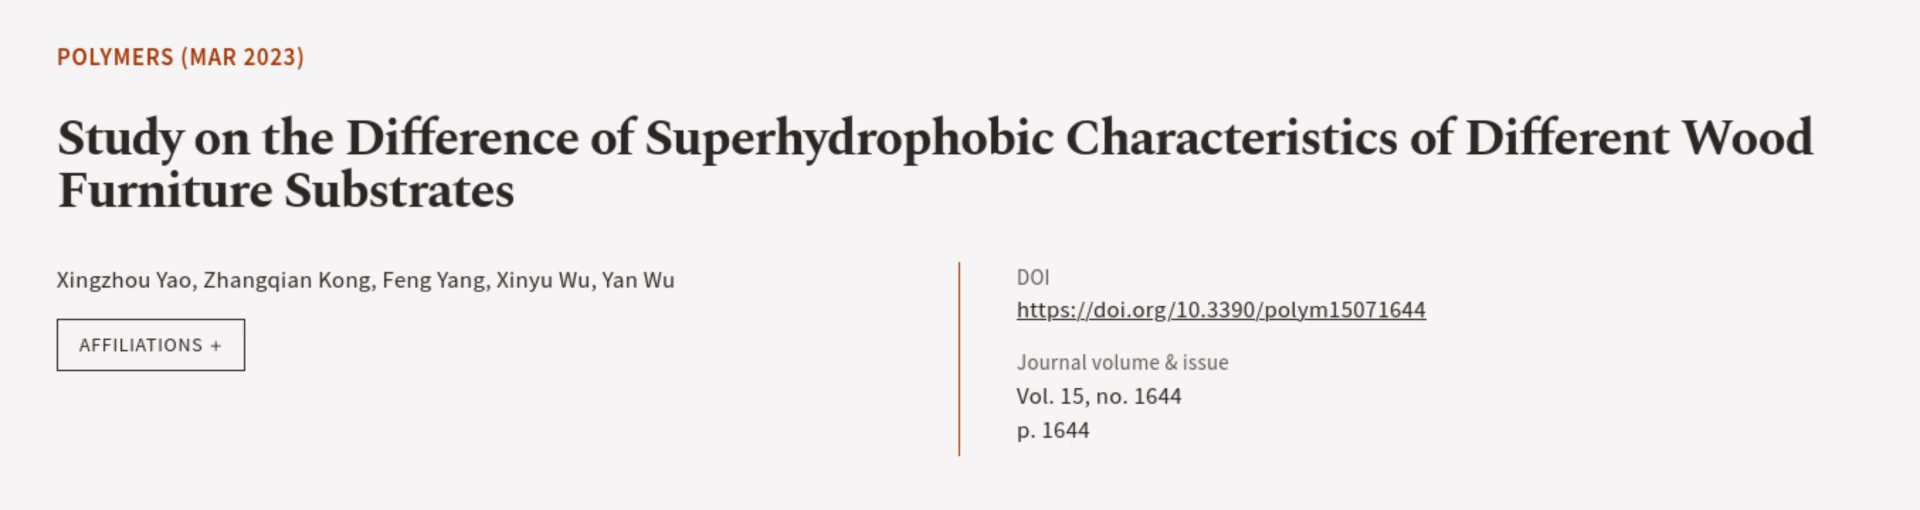 POLYMERS (MAR 2023)
Study on the Difference of Superhydrophobic Characteristics of Different Wood
Furniture Substrates
Xingzhou Yao, Zhangqian Kong, Feng Yang, Xinyu Wu, Yan Wu
AFFILIATIONS +
DOI
https://doi.org/10.3390/polym15071644
Journal volume & issue
Vol. 15, no. 1644
p. 1644